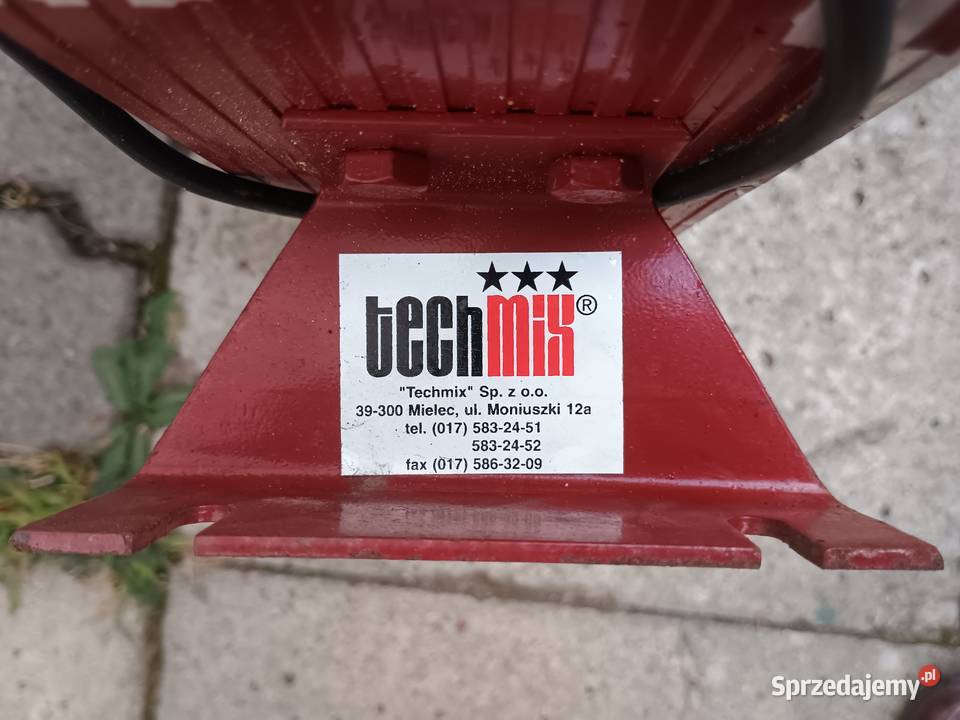 techmix®
"Techmix" Sp. z o.o.
39-300 Mielec, ul. Moniuszki 12a
tel. (017) 583-24-51
583-24-52
fax (017) 586-32-09
Sprzedajemy.pl